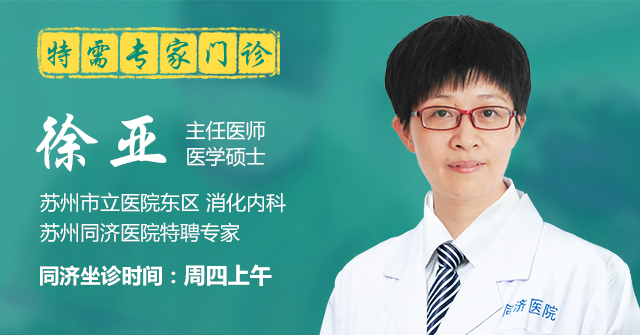 特需专家门诊
徐亚
主任医师
医学硕士
苏州市立医院东区 消化内科
苏州同济医院特聘专家
同济坐诊时间：周四上午
同济医院